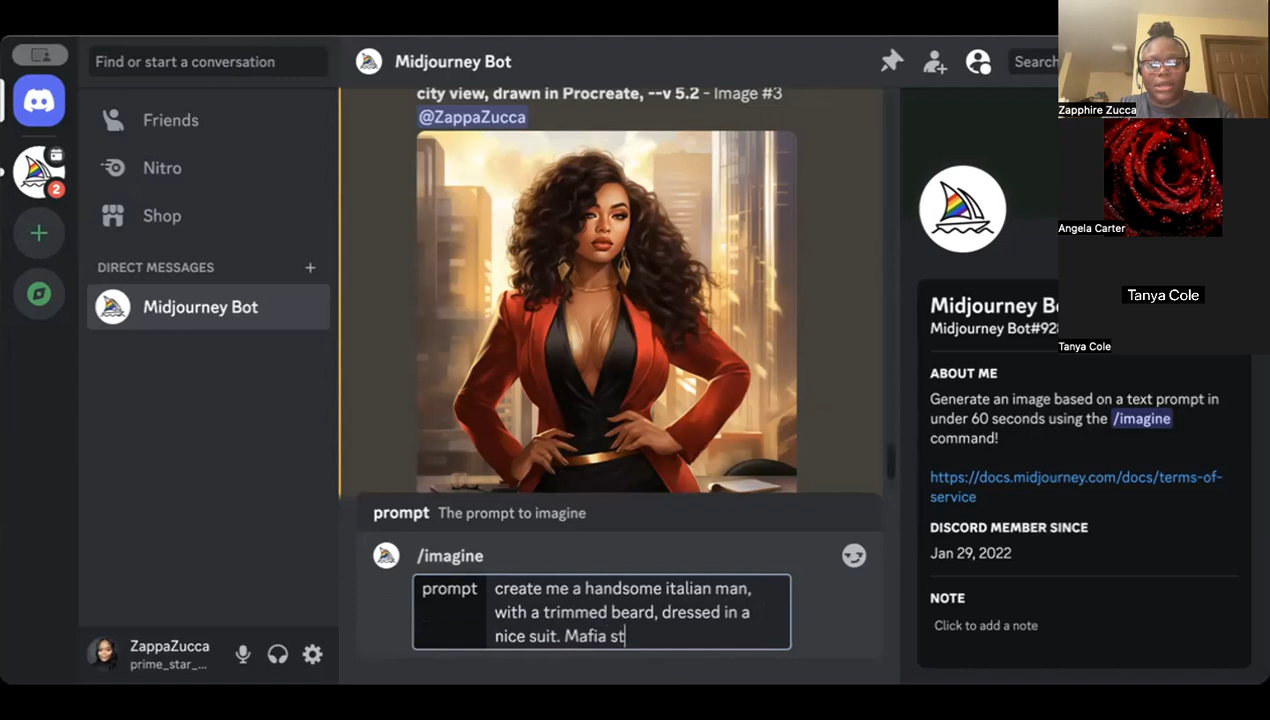 Find or start a conversation
Friends
Nitro
Shop
DIRECT MESSAGES
+
Midjourney Bot
2
ZappaZucca
prime_star_...
Midjourney Bot
Search
city view, drawn in Procreate, --v 5.2 - Image #3
@ZappaZucca
prompt The prompt to imagine
/imagine
prompt create me a handsome italian man,
with a trimmed beard, dressed in a
nice suit. Mafia st
Midjourney Bo
Midjourney Bot#928
ABOUT ME
Generate an image based on a text prompt in
under 60 seconds using the /imagine
command!
https://docs.midjourney.com/docs/terms-of-
service
DISCORD MEMBER SINCE
Jan 29, 2022
NOTE
Click to add a note
Zapphire Zucca
Angela Carter
Tanya Cole
Tanya Cole